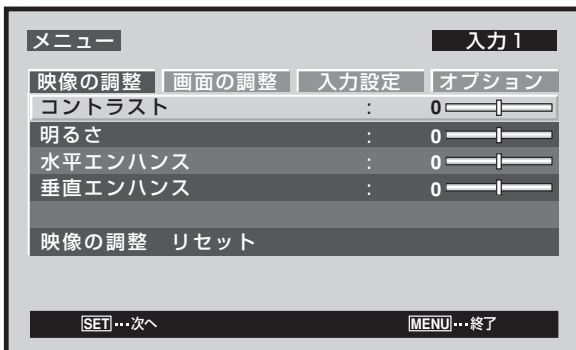 メニュー 入力1
映像の調整 画面の調整 入力設定 オプション
コントラスト : 0
明るさ : 0
水平エンハンス : 0
垂直エンハンス : 0
映像の調整 リセット
SET…次へ MENU…終了